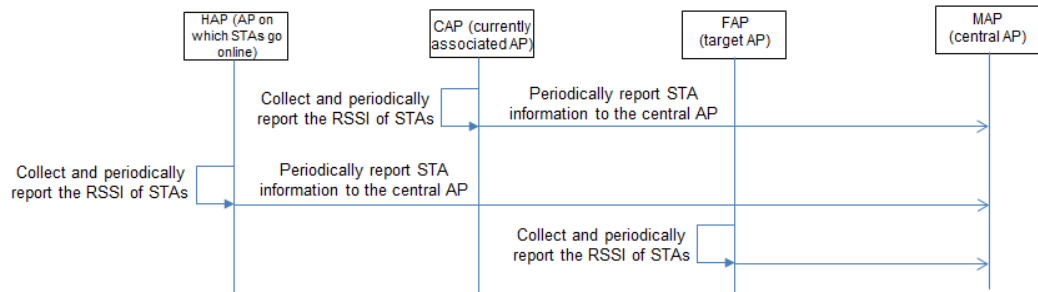 HAP (AP on
which STAs go
online)
CAP (currently
associated AP)
FAP
(target AP)
MAP
(central AP)
Collect and periodically
report the RSSI of STAs
Periodically report STA
information to the central AP
Collect and periodically
report the RSSI of STAs
Periodically report STA
information to the central AP
Collect and periodically
report the RSSI of STAs